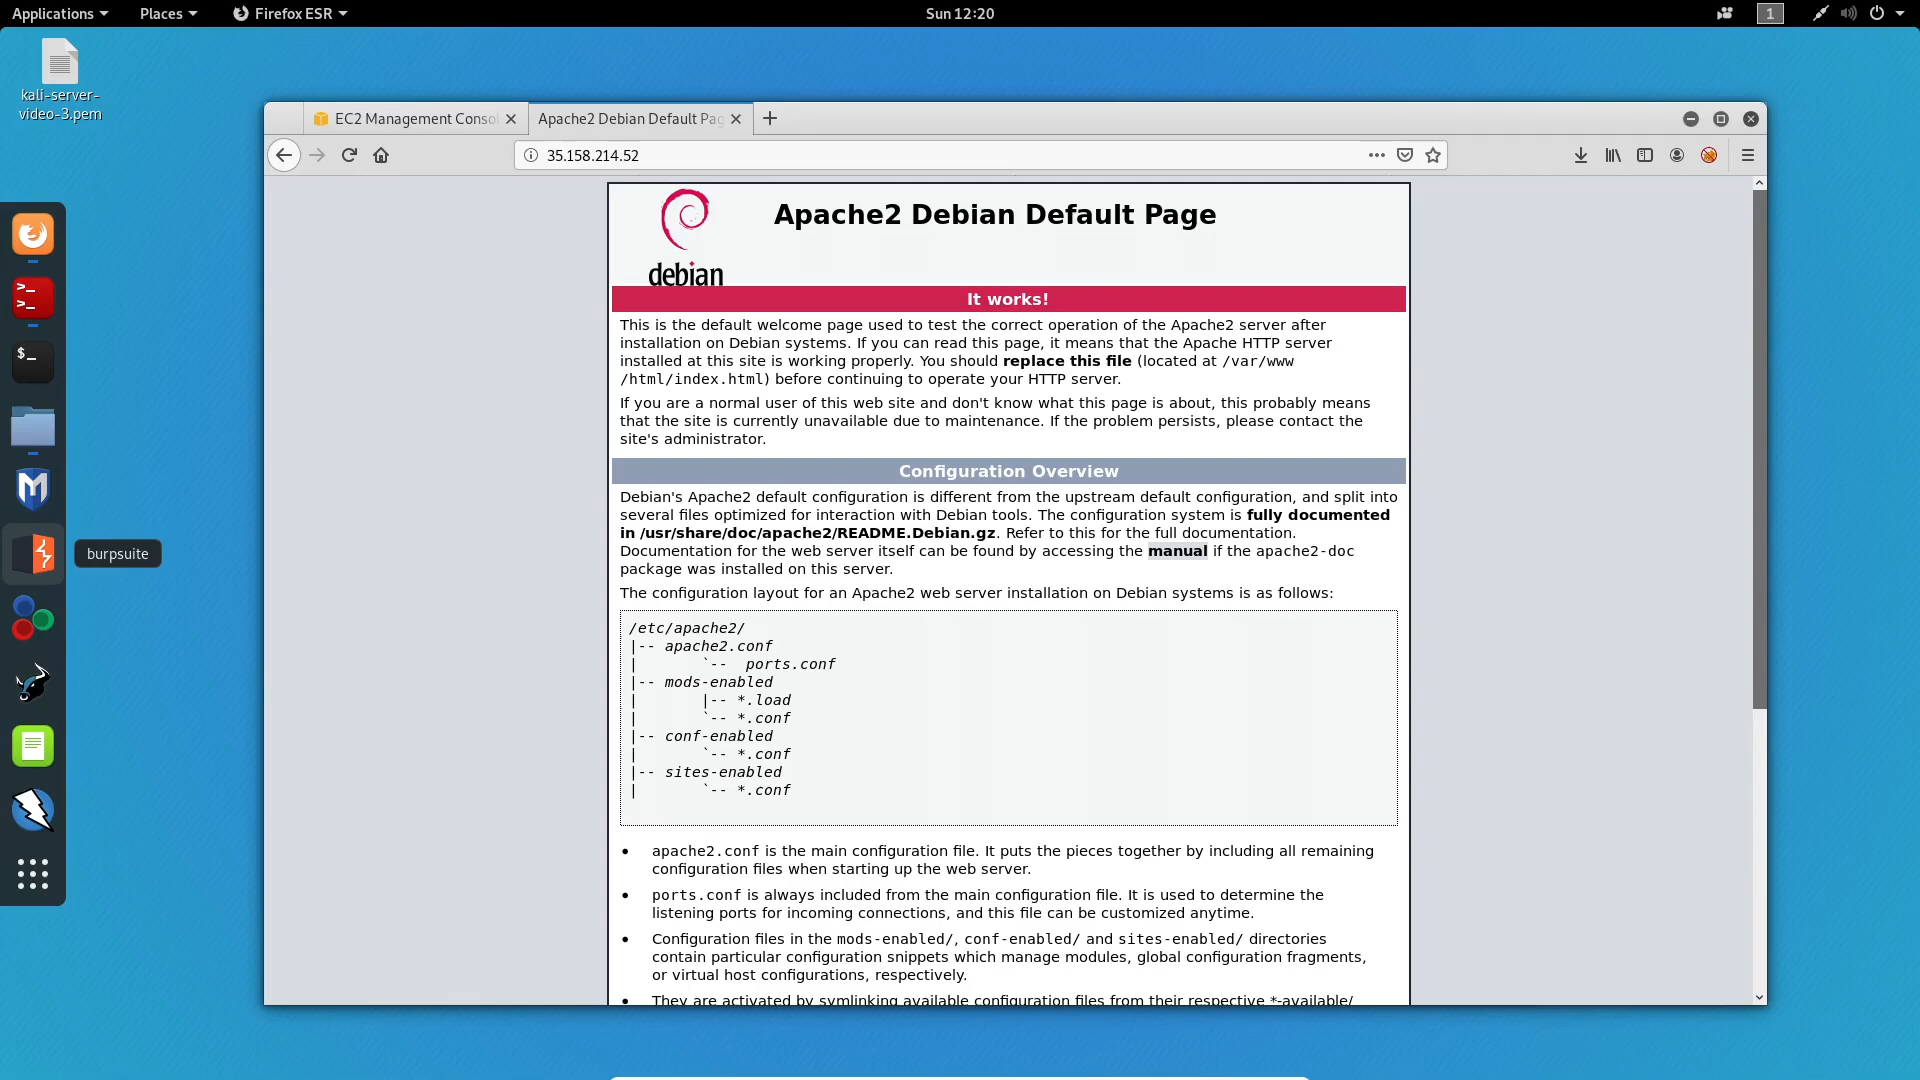 Applications Places Firefox ESR Sun 12:20 1
kali-server-
video-3.pem
EC2 Management Conso Apache2 Debian Default Pag
35.158.214.52
debian
Apache2 Debian Default Page
It works!
This is the default welcome page used to test the correct operation of the Apache2 server after
installation on Debian systems. If you can read this page, it means that the Apache HTTP server
installed at this site is working properly. You should replace this file (located at /var/www
/html/index.html) before continuing to operate your HTTP server.
If you are a normal user of this web site and don't know what this page is about, this probably means
that the site is currently unavailable due to maintenance. If the problem persists, please contact the
site's administrator.
Configuration Overview
Debian's Apache2 default configuration is different from the upstream default configuration, and split into
several files optimized for interaction with Debian tools. The configuration system is fully documented
in /usr/share/doc/apache2/README.Debian.gz. Refer to this for the full documentation.
Documentation for the web server itself can be found by accessing the manual if the apache2-doc
package was installed on this server.
The configuration layout for an Apache2 web server installation on Debian systems is as follows:
/etc/apache2/
|-- apache2.conf
|       `--  ports.conf
|-- mods-enabled
|       |-- *.load
|       `-- *.conf
|-- conf-enabled
|       `-- *.conf
|-- sites-enabled
|       `-- *.conf
• apache2.conf is the main configuration file. It puts the pieces together by including all remaining
configuration files when starting up the web server.
• ports.conf is always included from the main configuration file. It is used to determine the
listening ports for incoming connections, and this file can be customized anytime.
• Configuration files in the mods-enabled/, conf-enabled/ and sites-enabled/ directories
contain particular configuration snippets which manage modules, global configuration fragments,
or virtual host configurations, respectively.
• They are activated by symlinking available configuration files from their respective *-available/
burpsuite